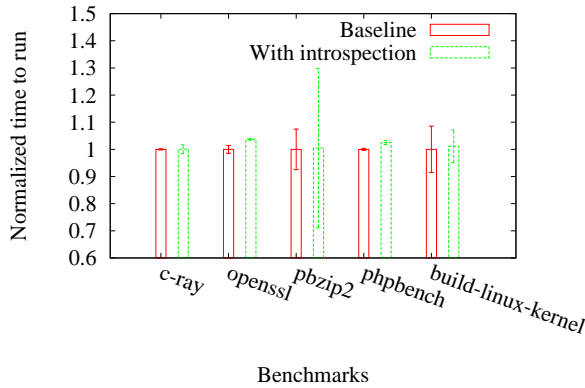 1.5
1.4
1.3
1.2
1.1
1
0.9
0.8
0.7
0.6
Normalized time to run
Baseline
With introspection
c-ray
openssl
pbzip2
phpbench
build-linux-kernel
Benchmarks